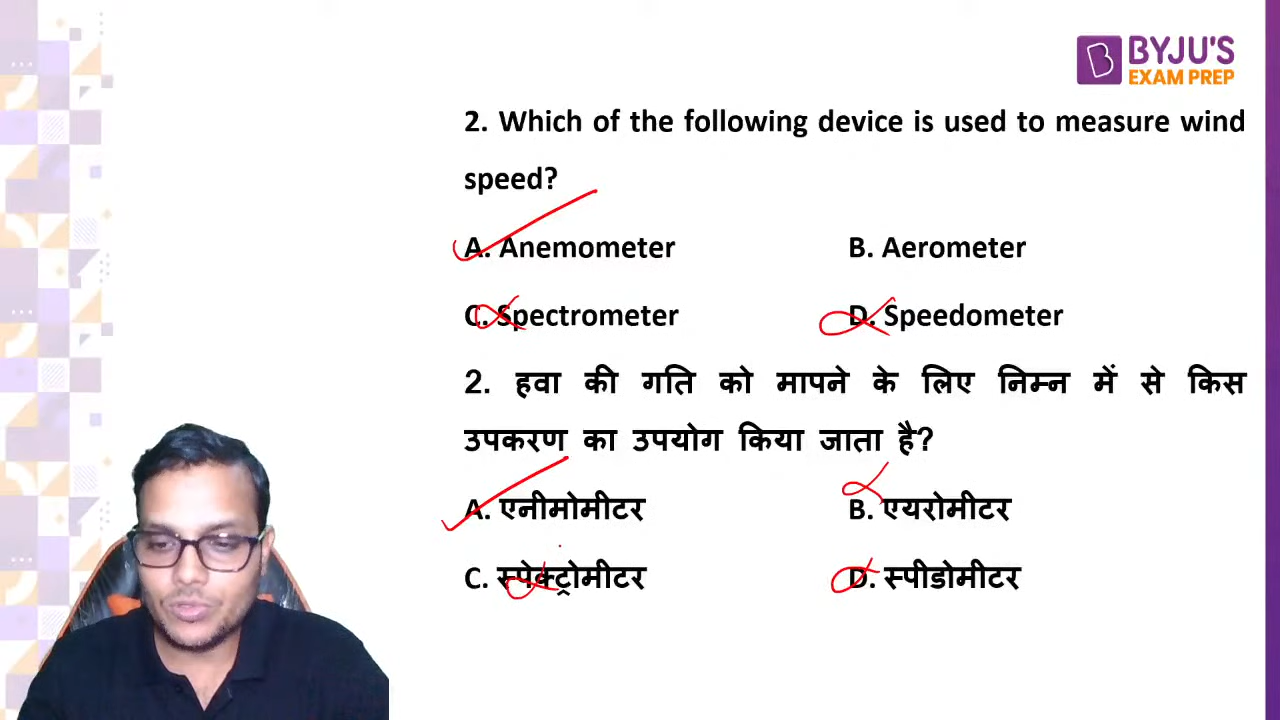 BYJU'S
EXAM PREP
2. Which of the following device is used to measure wind
speed?
A. Anemometer B. Aerometer
C. Spectrometer D. Speedometer
2. हवा की गति को मापने के लिए निम्न में से किस
उपकरण का उपयोग किया जाता है?
A. एनीमोमीटर B. एयरोमीटर
C. स्पेक्ट्रोमीटर D. स्पीडोमीटर